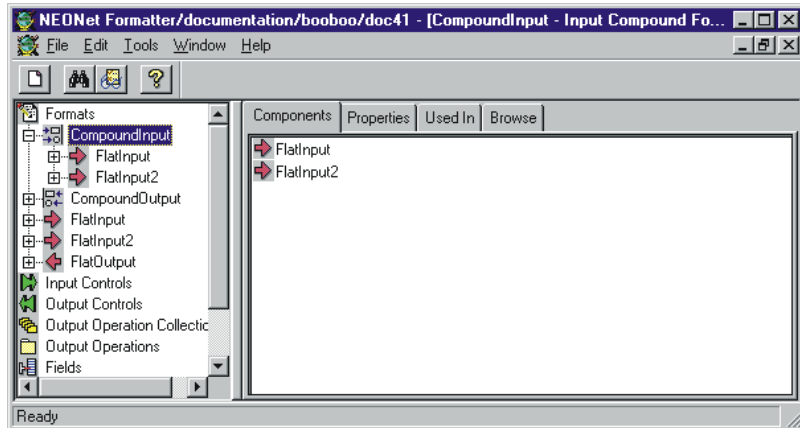 NEONet Formatter/documentation/booboo/doc41 - [CompoundInput - Input Compound Fo...
File Edit Tools Window Help
Formats
CompoundInput
FlatInput
FlatInput2
CompoundOutput
FlatInput
FlatInput2
FlatOutput
Input Controls
Output Controls
Output Operation Collectic
Output Operations
Fields
Components Properties Used In Browse
FlatInput
FlatInput2
Ready